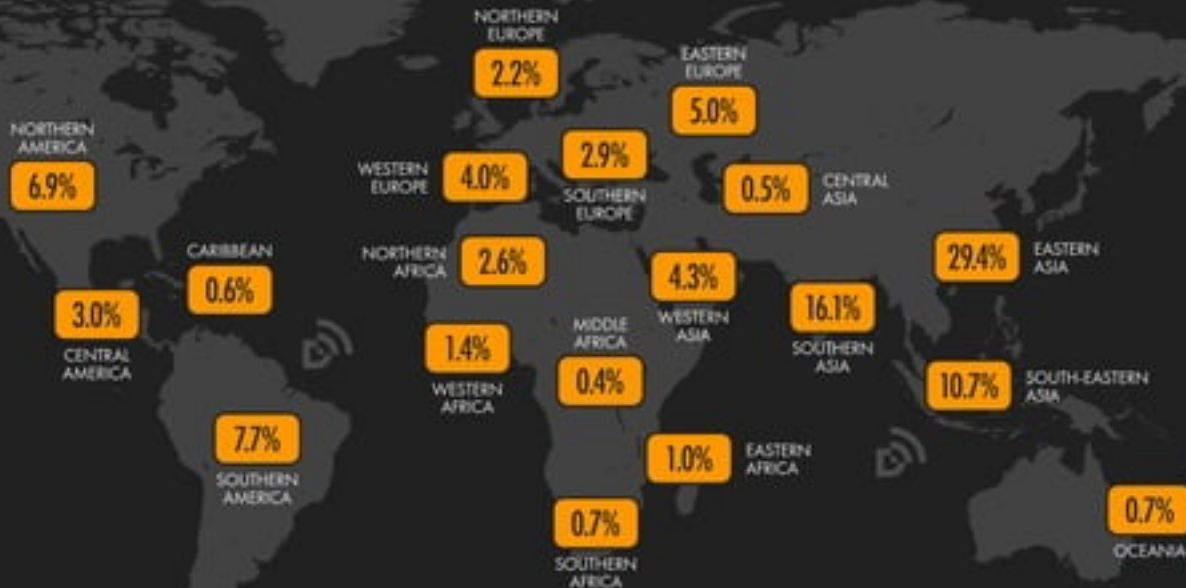 NORTHERN
EUROPE
2.2%
EASTERN
EUROPE
5.0%
NORTHERN
AMERICA
6.9%
2.9%
SOUTHERN
EUROPE
WESTERN
EUROPE
4.0%
0.5%
CENTRAL
ASIA
CARIBBEAN
0.6%
NORTHERN
AFRICA
2.6%
4.3%
WESTERN
ASIA
29.4%
EASTERN
ASIA
3.0%
CENTRAL
AMERICA
16.1%
SOUTHERN
ASIA
1.4%
WESTERN
AFRICA
MIDDLE
AFRICA
0.4%
10.7%
SOUTH-EASTERN
ASIA
7.7%
SOUTHERN
AMERICA
1.0%
EASTERN
AFRICA
0.7%
SOUTHERN
AFRICA
0.7%
OCEANIA